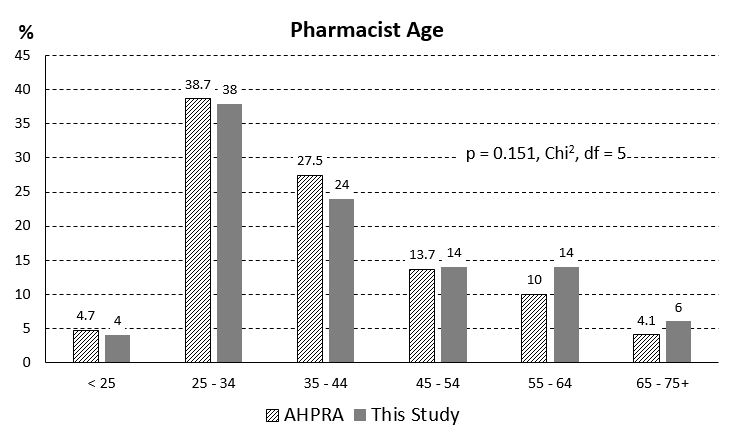 Pharmacist Age
%
45
40
35
30
25
20
15
10
5
0
38.7
38
27.5
24
13.7
14
10
14
4.7
4
4.1
6
p = 0.151, Chi², df = 5
< 25
25 - 34
35 - 44
45 - 54
55 - 64
65 - 75+
AHPRA
This Study